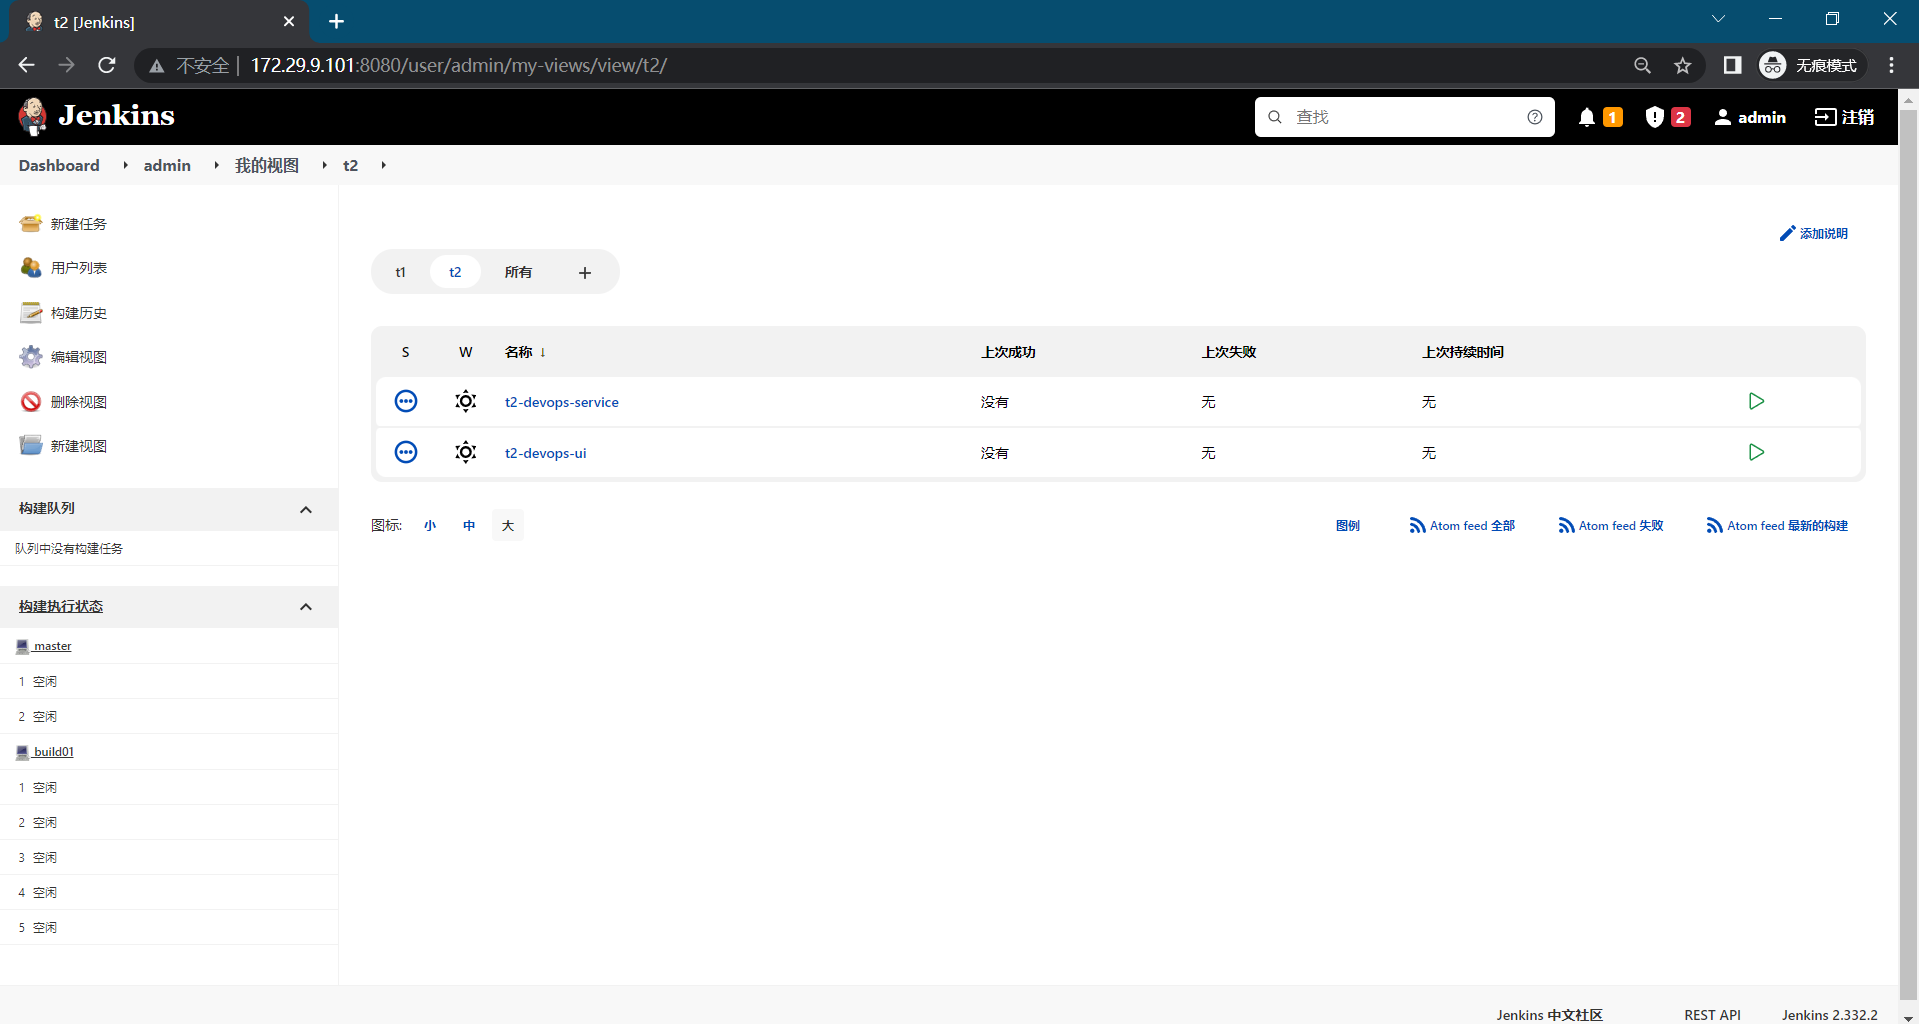 t2 [Jenkins]
不安全 | 172.29.9.101:8080/user/admin/my-views/view/t2/
无痕模式
Jenkins
查找
1
2
admin
注销
Dashboard
admin
我的视图
t2
新建任务
用户列表
构建历史
编辑视图
删除视图
新建视图
构建队列
队列中没有构建任务
构建执行状态
master
1 空闲
2 空闲
build01
1 空闲
2 空闲
3 空闲
4 空闲
5 空闲
添加说明
t1 t2 所有 +
S W 名称 ↓ 上次成功 上次失败 上次持续时间
t2-devops-service 没有 无 无
t2-devops-ui 没有 无 无
图标: 小 中 大
图例 Atom feed 全部 Atom feed 失败 Atom feed 最新的构建
Jenkins 中文社区 REST API Jenkins 2.332.2